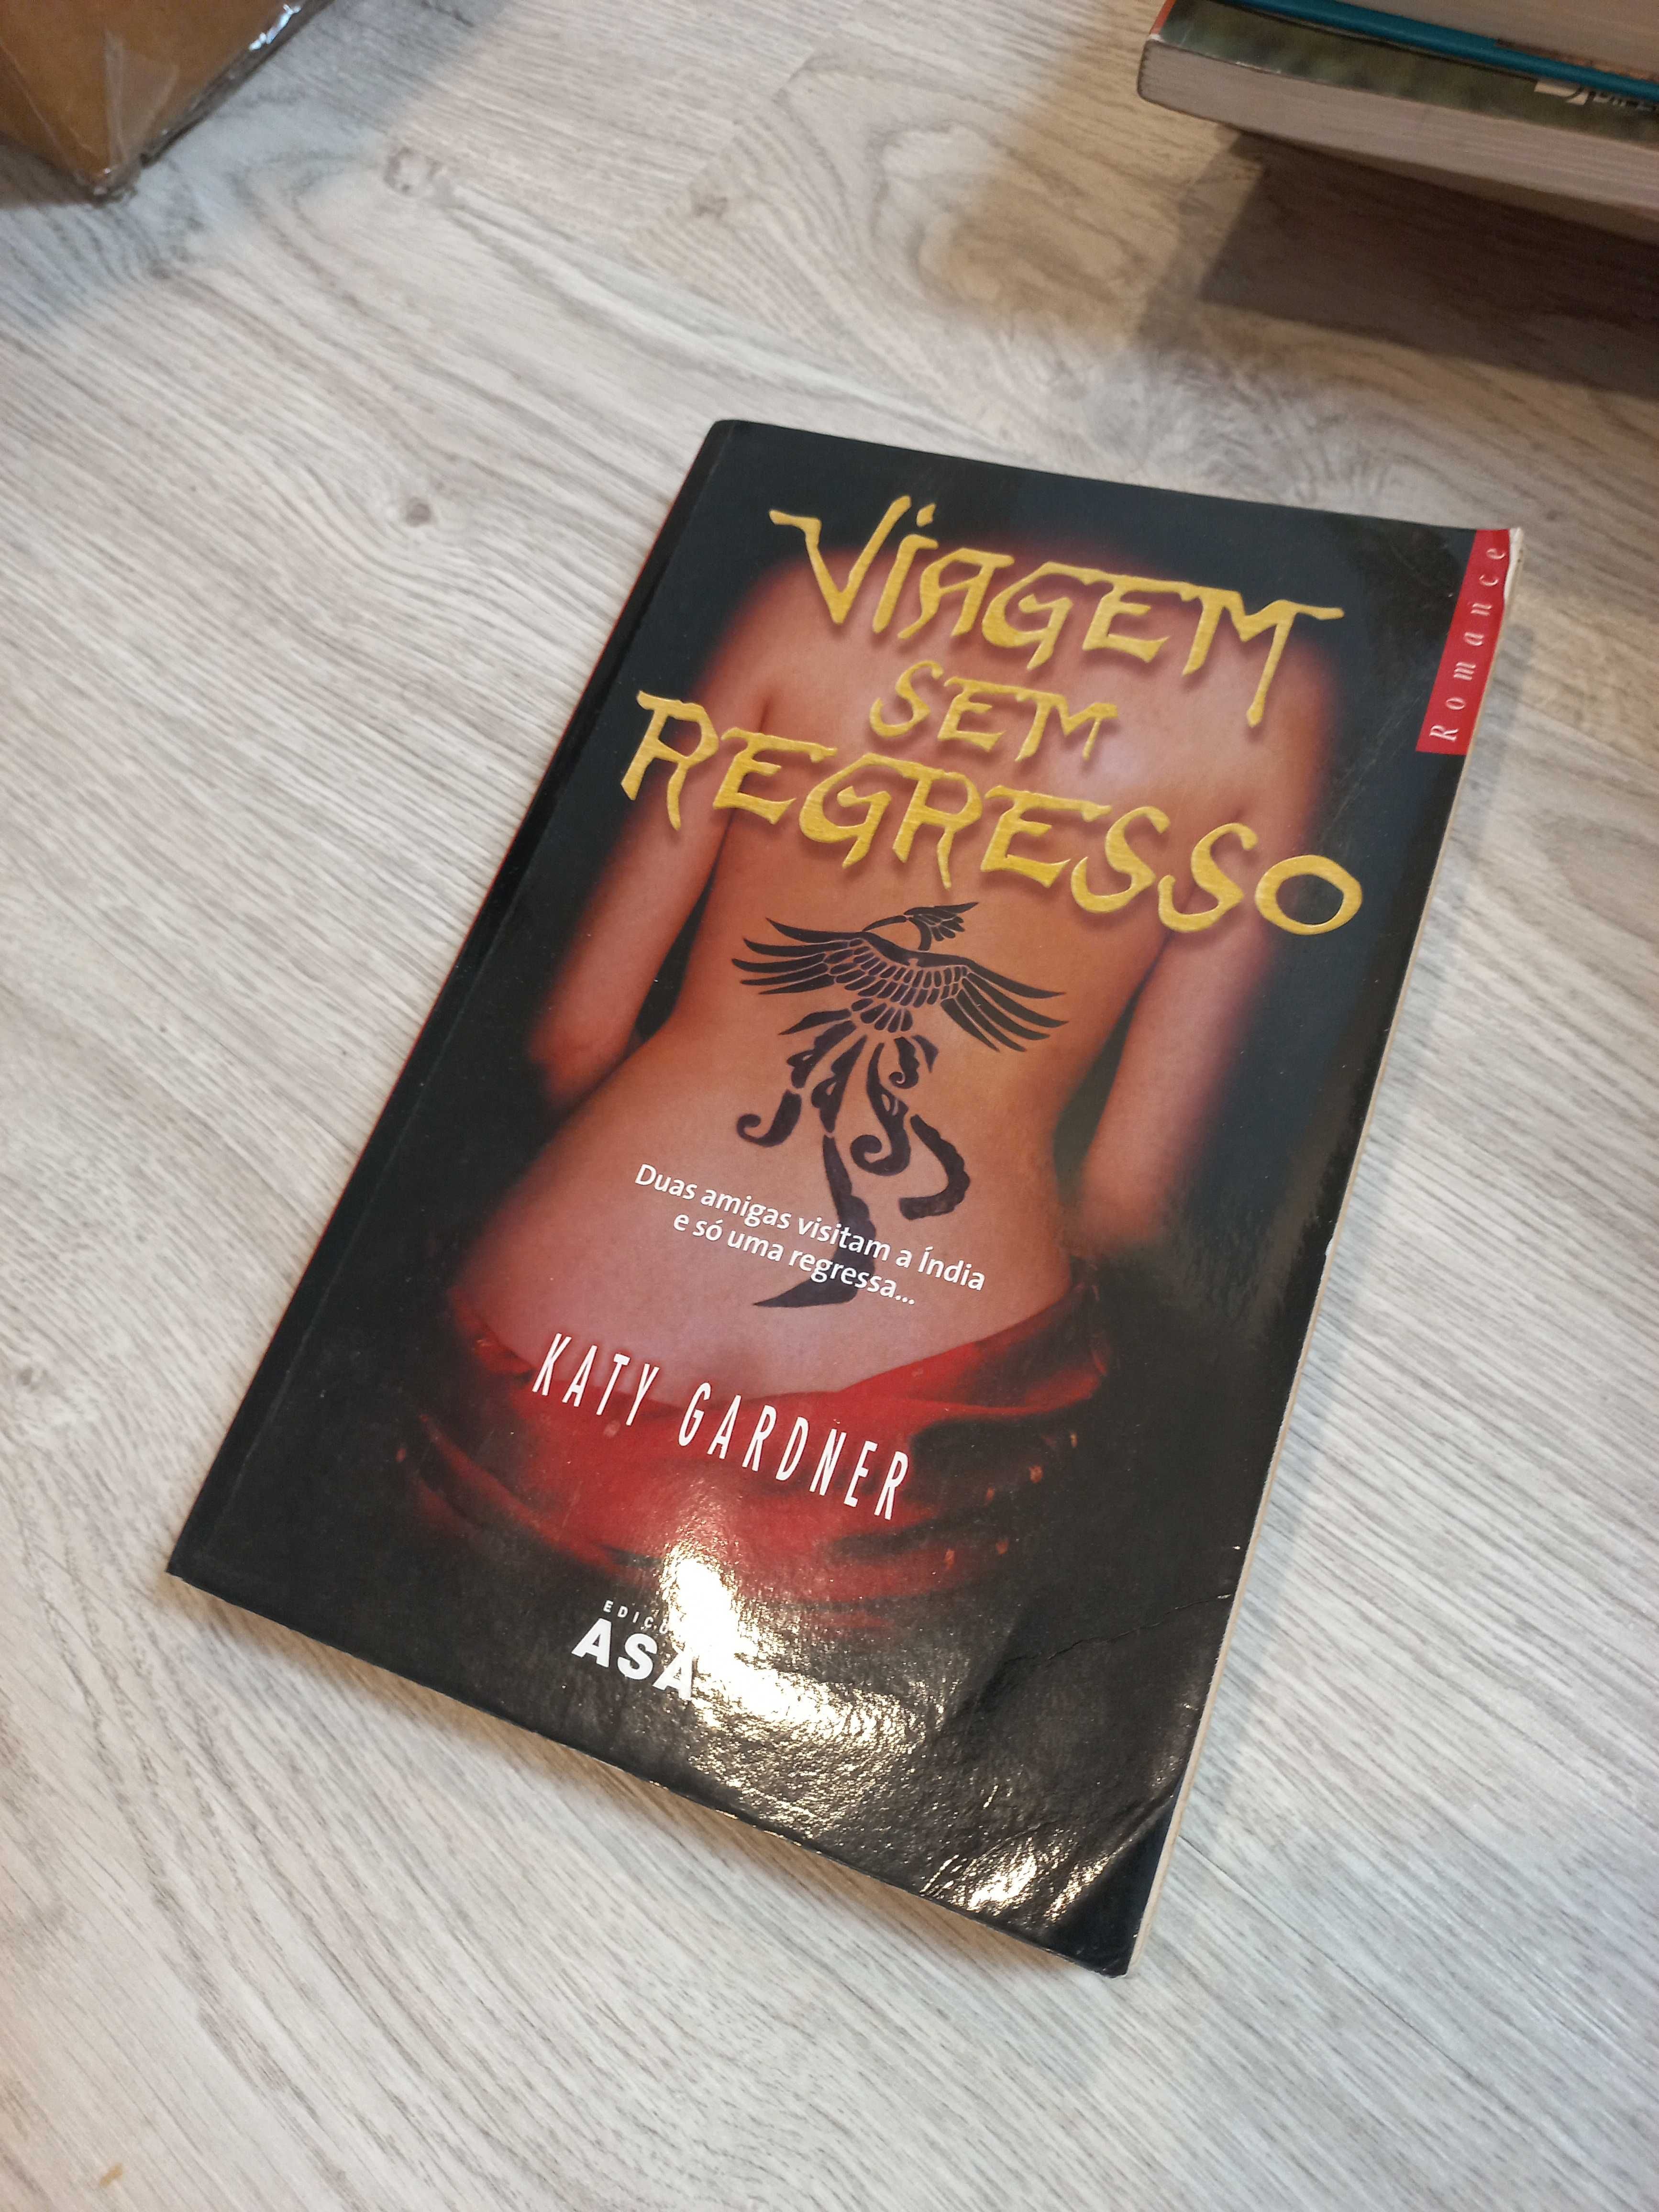 VIAGEM
SEM
REGRESSO
Romance
Duas amigas visitam a Índia
e só uma regressa...
KATY GARDNER
ASA